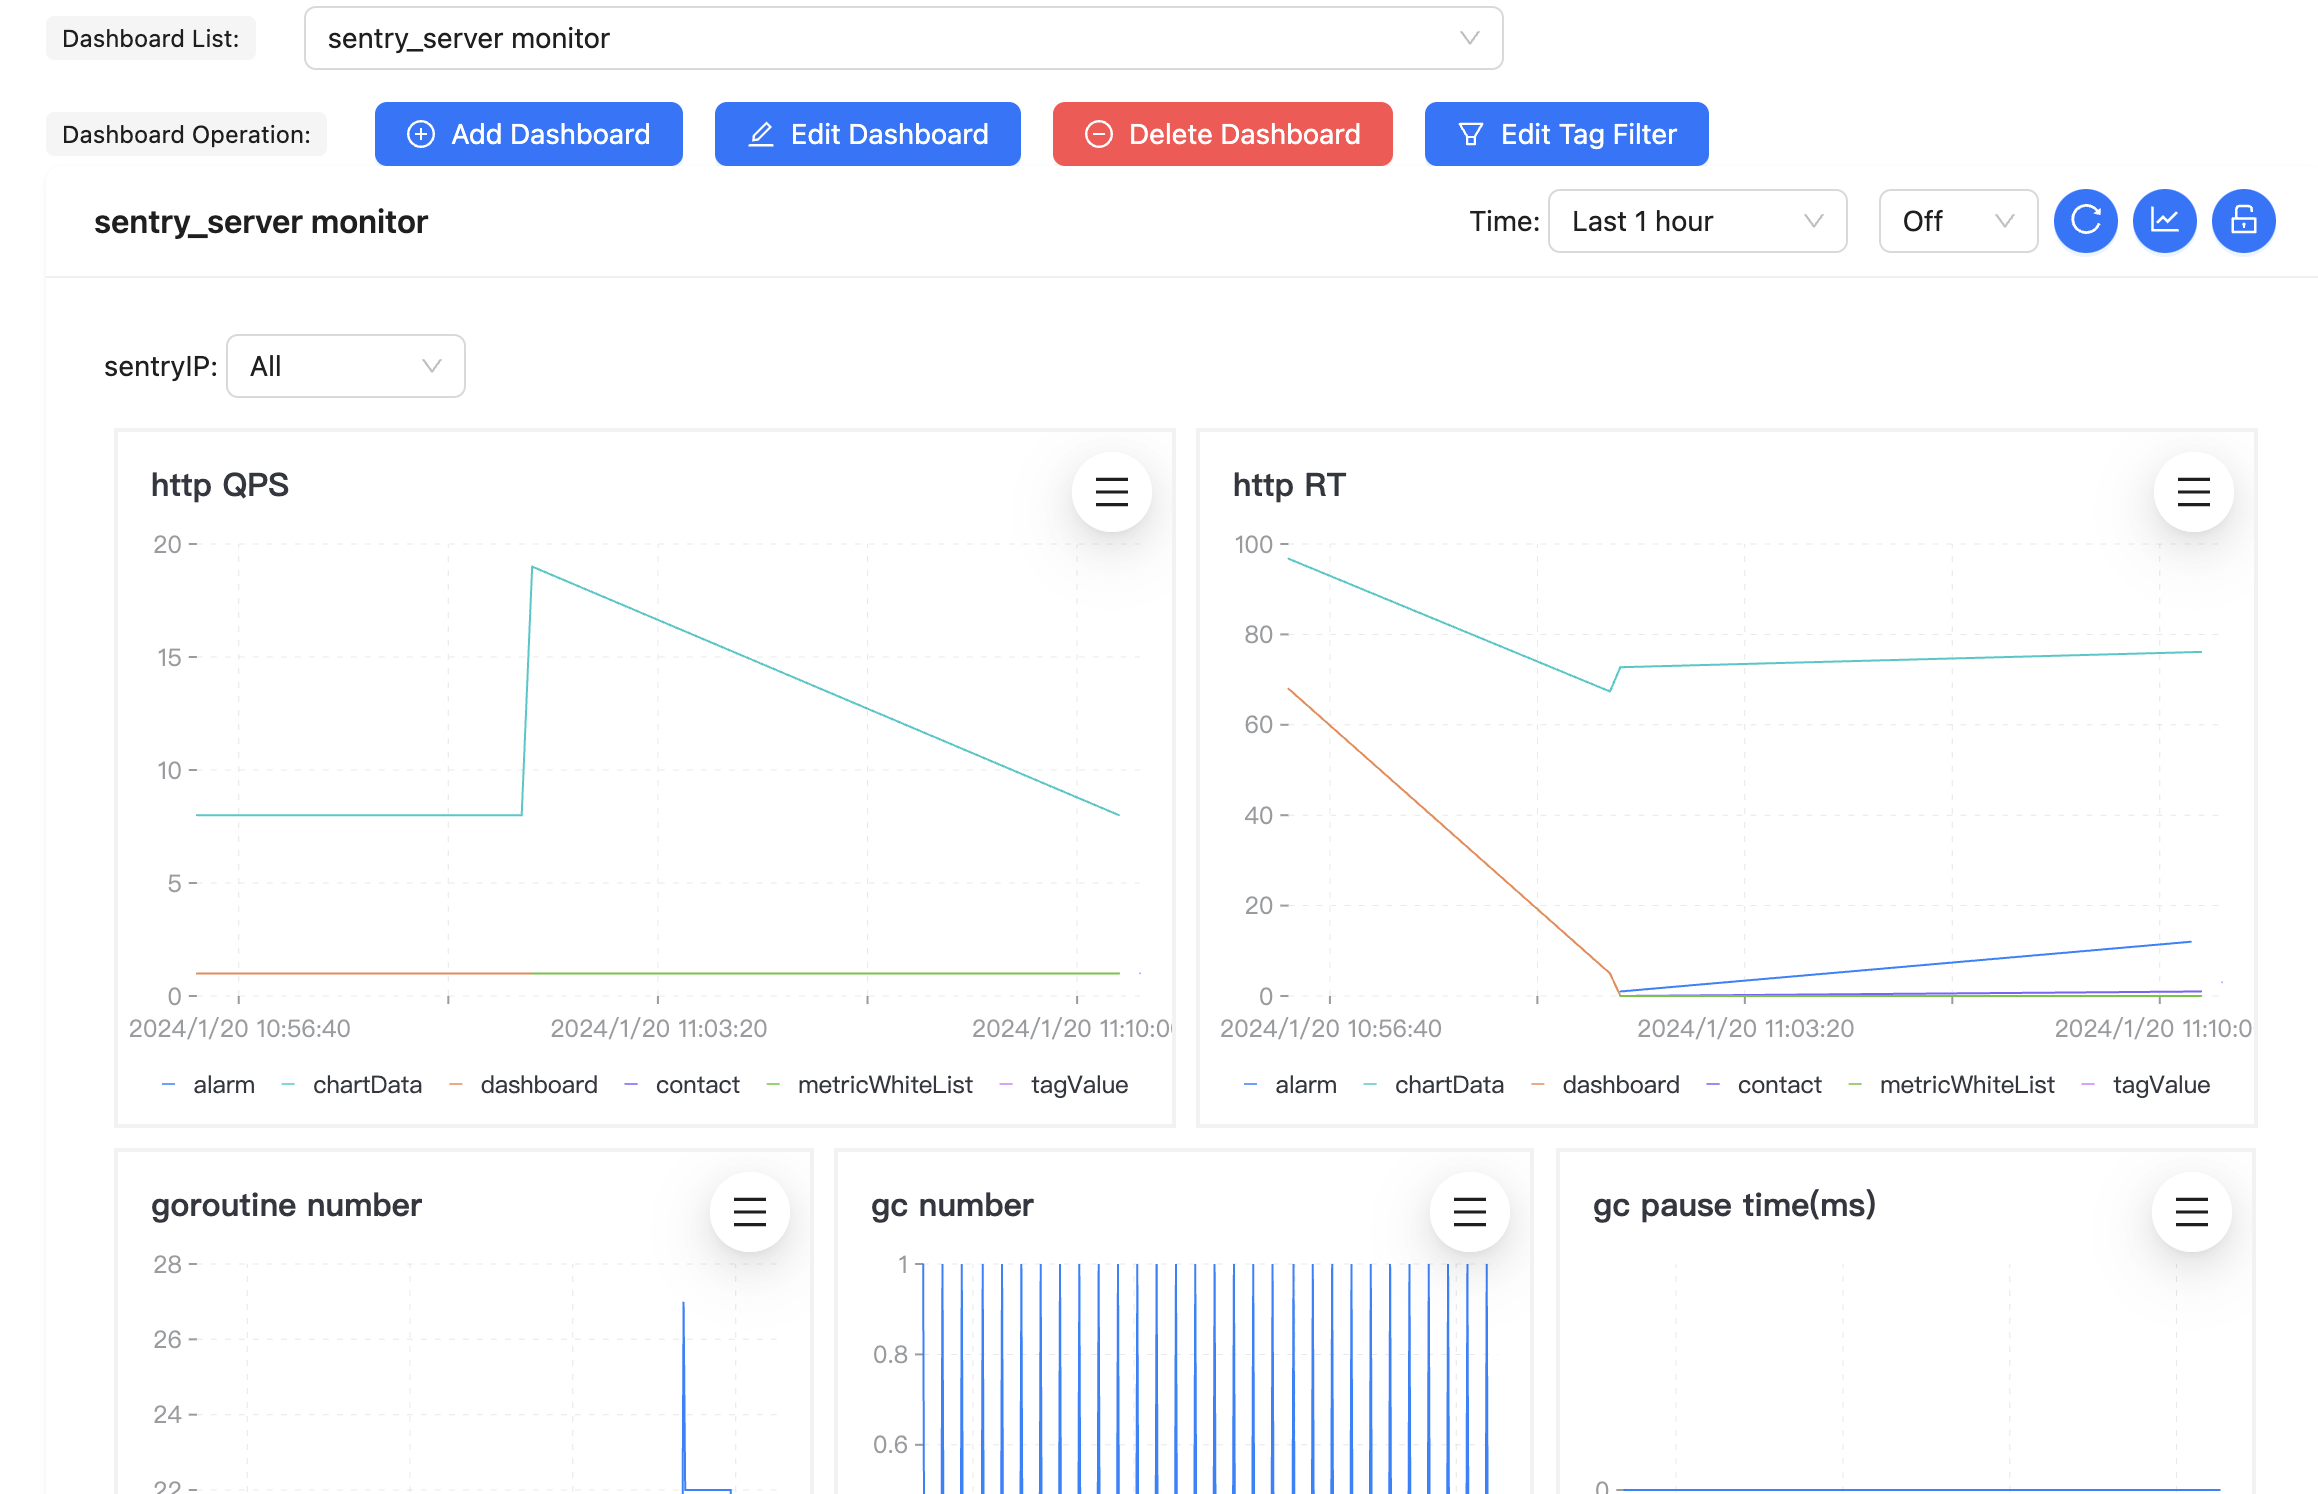 Dashboard List: sentry_server monitor
Dashboard Operation: Add Dashboard Edit Dashboard Delete Dashboard Edit Tag Filter
sentry_server monitor Time: Last 1 hour Off
sentryIP: All
http QPS
20
15
10
5
0
2024/1/20 10:56:40 2024/1/20 11:03:20 2024/1/20 11:10:0
alarm chartData dashboard contact metricWhiteList tagValue
http RT
100
80
60
40
20
0
2024/1/20 10:56:40 2024/1/20 11:03:20 2024/1/20 11:10:0
alarm chartData dashboard contact metricWhiteList tagValue
goroutine number
28
26
24
22
gc number
1
0.8
0.6
gc pause time(ms)
0